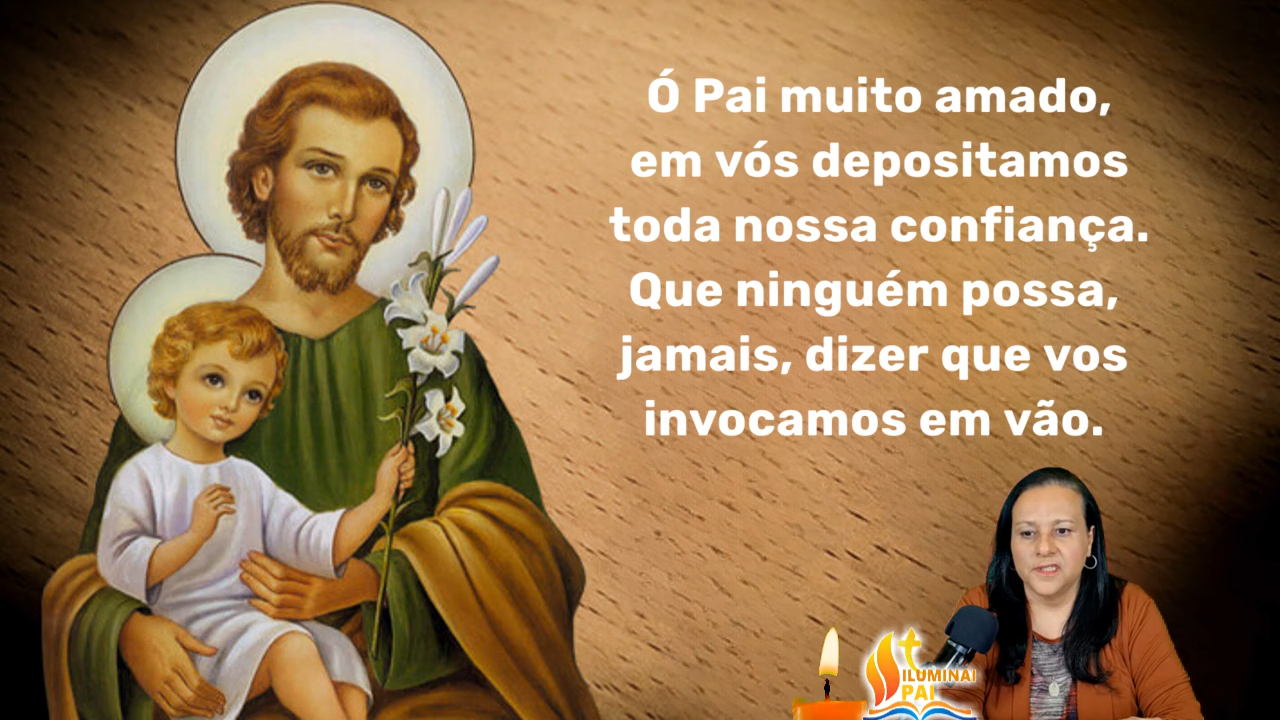 Ó Pai muito amado,
em vós depositamos
toda nossa confiança.
Que ninguém possa,
jamais, dizer que vos
invocamos em vão.
ILUMINAI
PAI